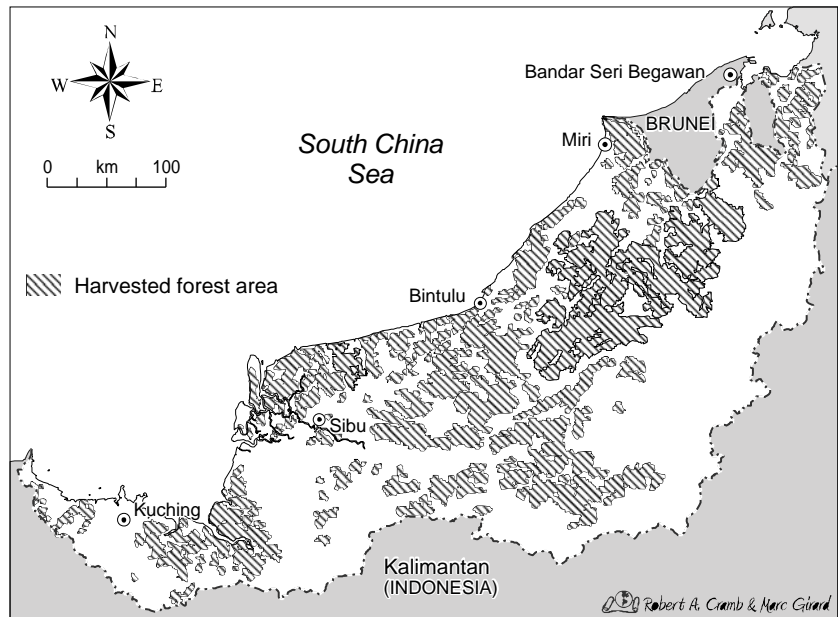 N
W E
S
0 km 100
South China
Sea
Bandar Seri Begawan
BRUNEI
Miri
Harvested forest area
Bintulu
Sibu
Kuching
Kalimantan
(INDONESIA)
Robert A. Cramb & Marc Girard